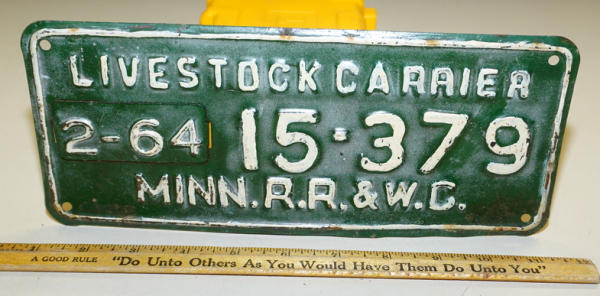 LIVESTOCK CARRIER
2-64 15-379
MINN. R.R. & W.C.
A GOOD RULE "Do Unto Others As You Would Have Them Do Unto You"